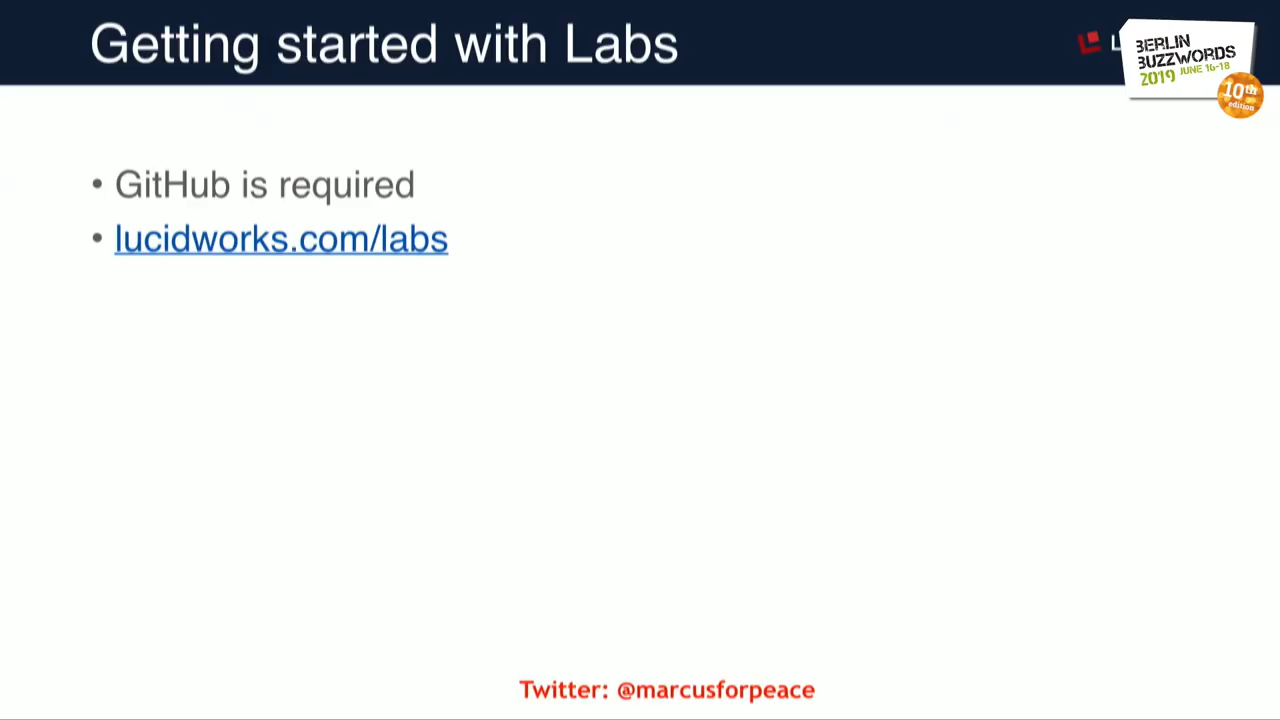 Getting started with Labs
BERLIN
BUZZWORDS
2019 JUNE 16-18
10th
edition
• GitHub is required
• lucidworks.com/labs
Twitter: @marcusforpeace